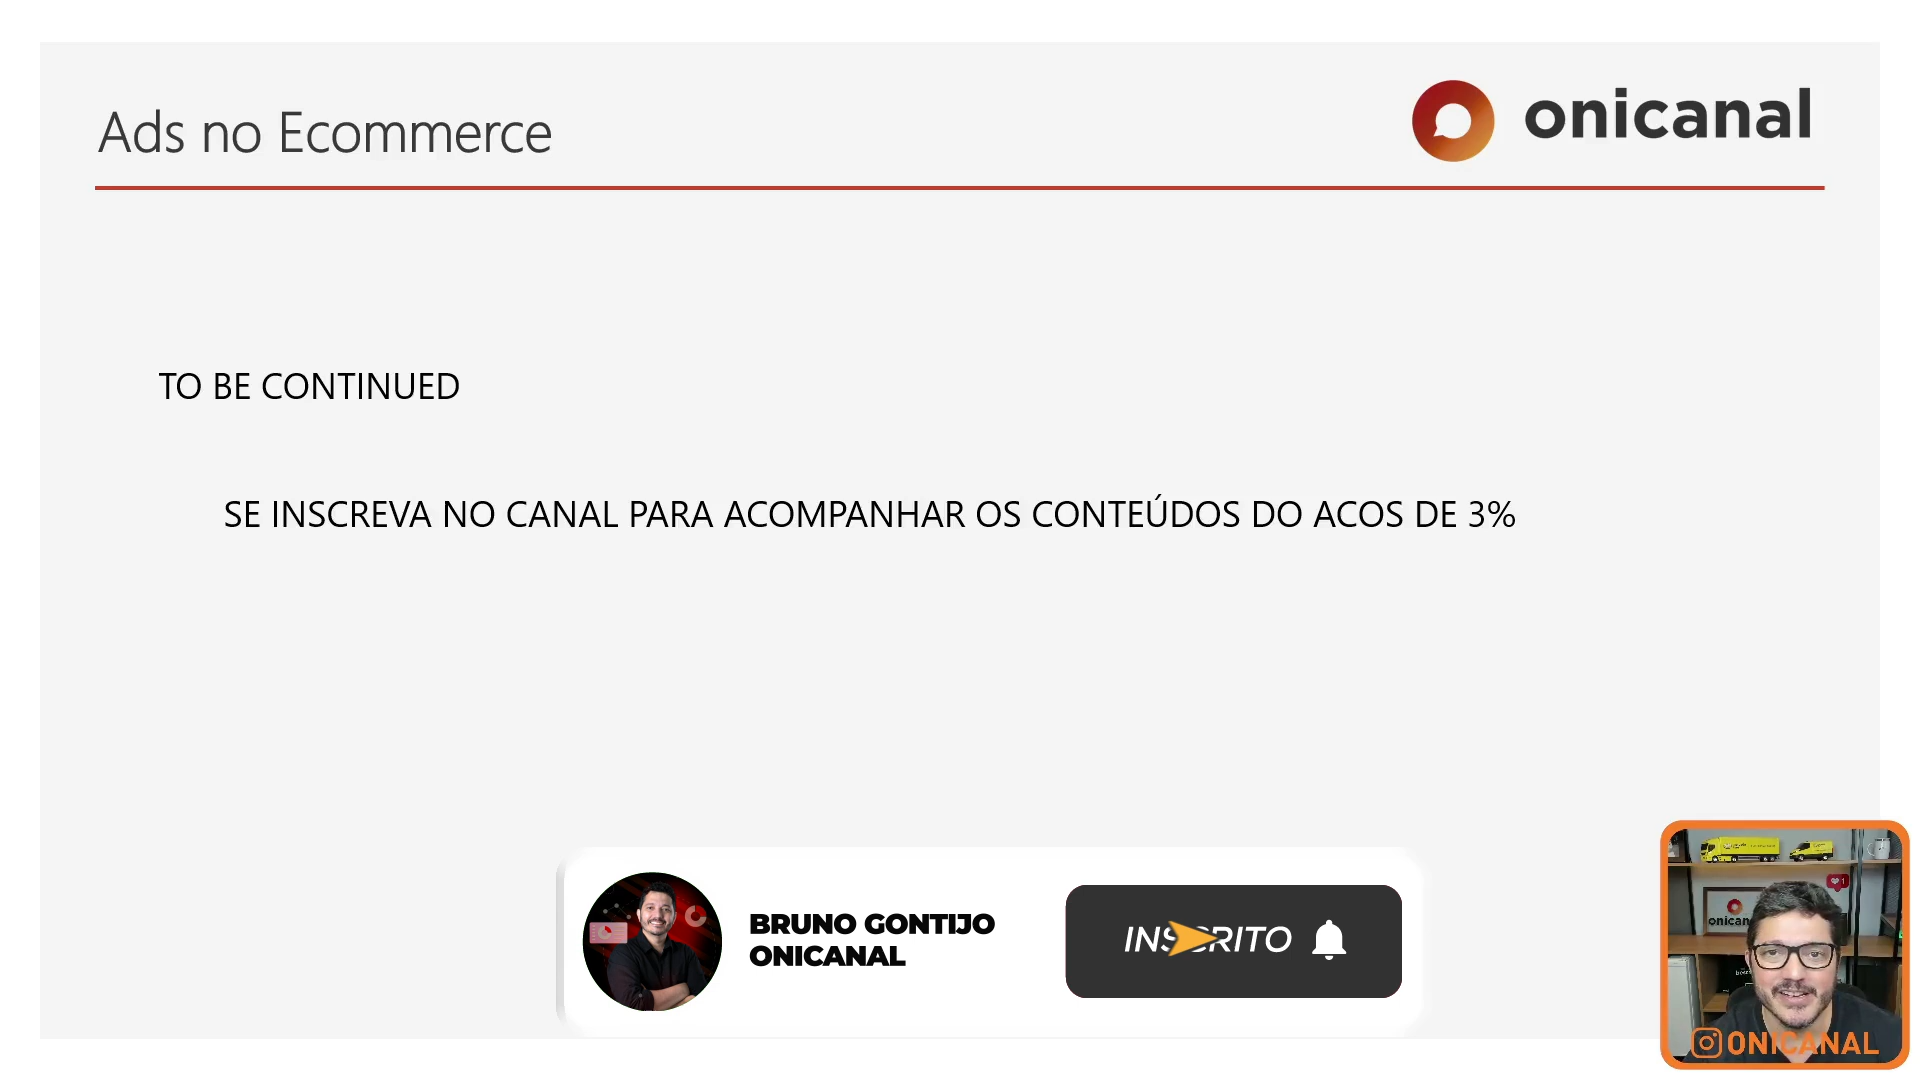 Ads no Ecommerce
onicanal
TO BE CONTINUED
SE INSCREVA NO CANAL PARA ACOMPANHAR OS CONTEÚDOS DO ACOS DE 3%
BRUNO GONTIJO
ONICANAL
INSCRITO
ONICANAL